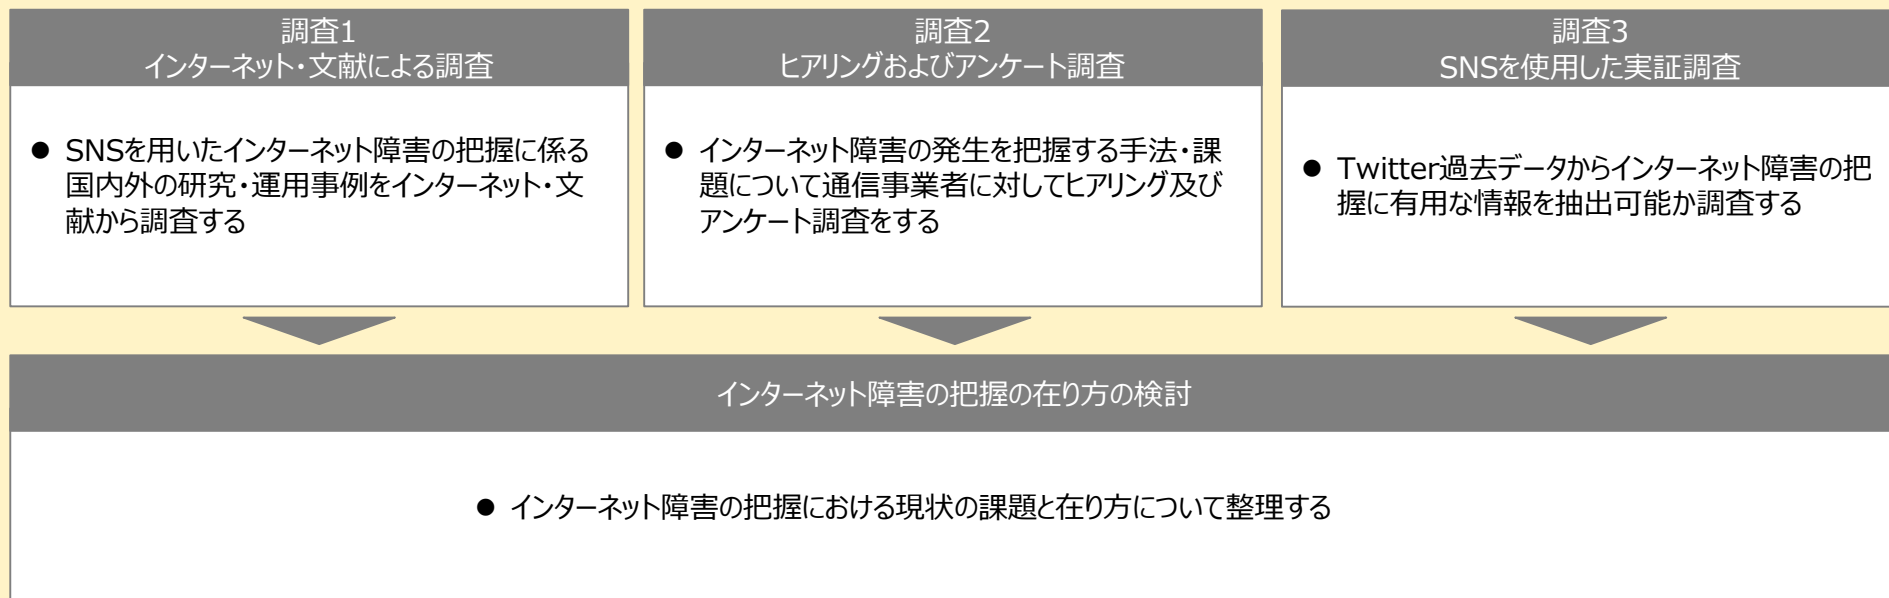 調査1
インターネット・文献による調査
● SNSを用いたインターネット障害の把握に係る
国内外の研究・運用事例をインターネット・文
献から調査する
調査2
ヒアリングおよびアンケート調査
● インターネット障害の発生を把握する手法・課
題について通信事業者に対してヒアリング及び
アンケート調査をする
調査3
SNSを使用した実証調査
● Twitter過去データからインターネット障害の把
握に有用な情報を抽出可能か調査する
インターネット障害の把握の在り方の検討
● インターネット障害の把握における現状の課題と在り方について整理する